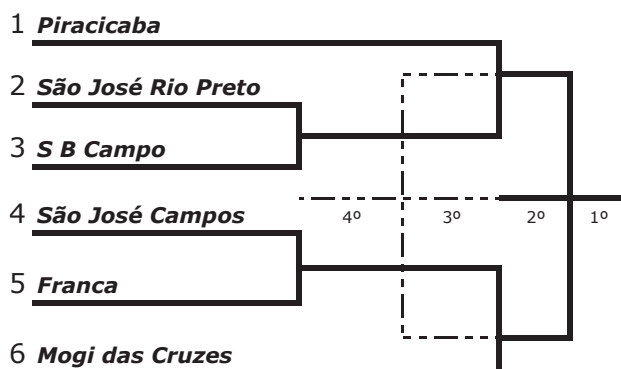 1 Piracicaba
2 São José Rio Preto
3 S B Campo
4 São José Campos
4º 3º 2º 1º
5 Franca
6 Mogi das Cruzes